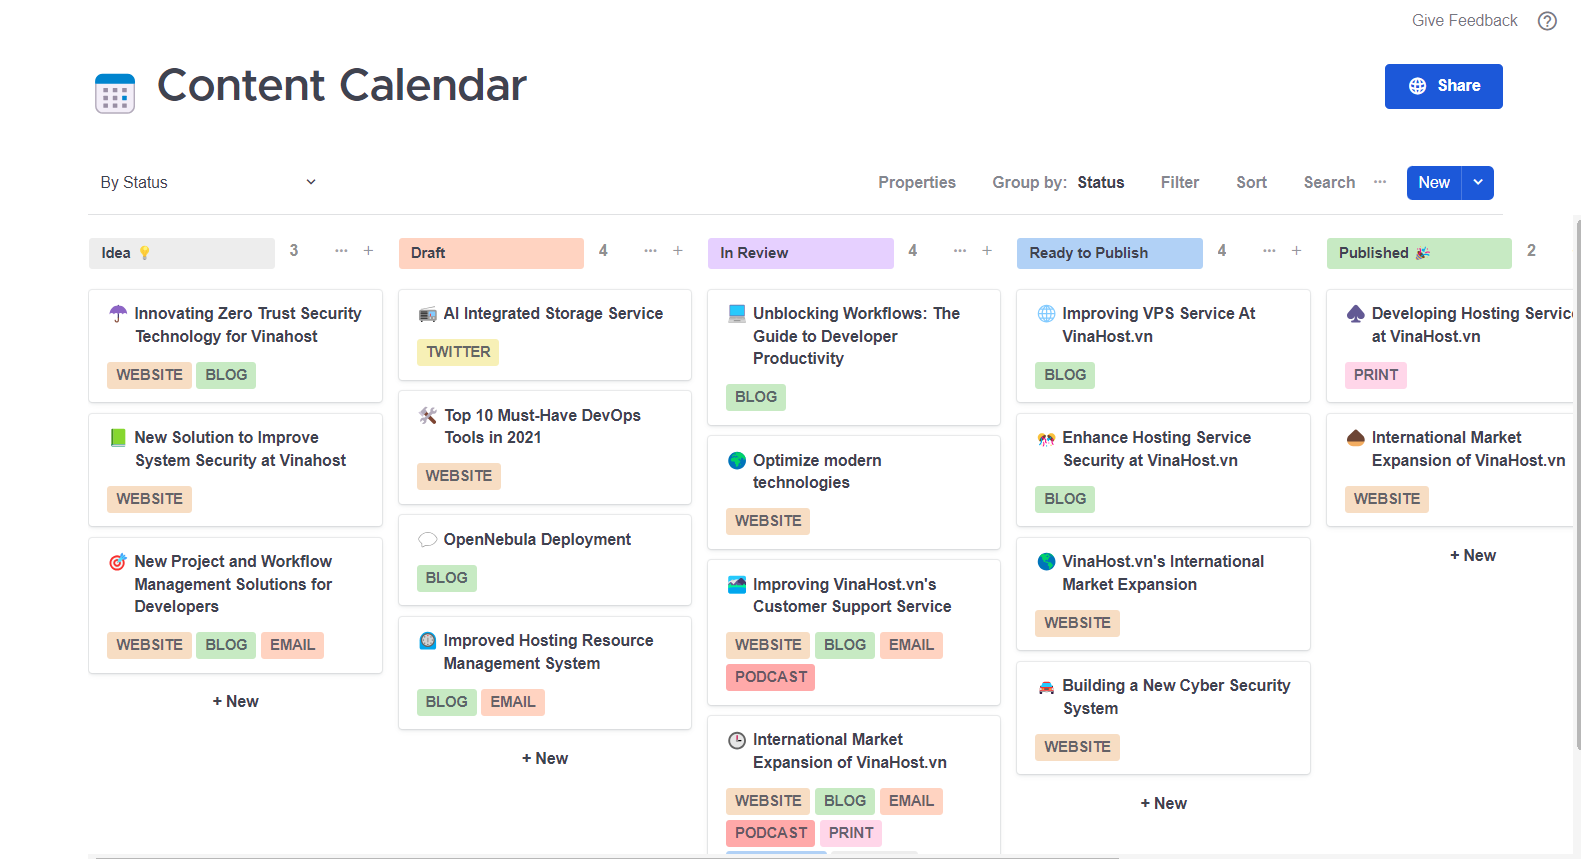 Give Feedback
Content Calendar
Share
By Status
Properties
Group by: Status
Filter
Sort
Search
New
Idea
3
Innovating Zero Trust Security
Technology for Vinahost
WEBSITE BLOG
New Solution to Improve
System Security at Vinahost
WEBSITE
New Project and Workflow
Management Solutions for
Developers
WEBSITE BLOG EMAIL
+ New
Draft
4
AI Integrated Storage Service
TWITTER
Top 10 Must-Have DevOps
Tools in 2021
WEBSITE
OpenNebula Deployment
BLOG
Improved Hosting Resource
Management System
BLOG EMAIL
+ New
In Review
4
Unblocking Workflows: The
Guide to Developer
Productivity
BLOG
Optimize modern
technologies
WEBSITE
Improving VinaHost.vn's
Customer Support Service
WEBSITE BLOG EMAIL
PODCAST
International Market
Expansion of VinaHost.vn
WEBSITE BLOG EMAIL
PODCAST PRINT
Ready to Publish
4
Improving VPS Service At
VinaHost.vn
BLOG
Enhance Hosting Service
Security at VinaHost.vn
BLOG
VinaHost.vn's International
Market Expansion
WEBSITE
Building a New Cyber Security
System
WEBSITE
+ New
Published
2
Developing Hosting Servic
at VinaHost.vn
PRINT
International Market
Expansion of VinaHost.vn
WEBSITE
+ New